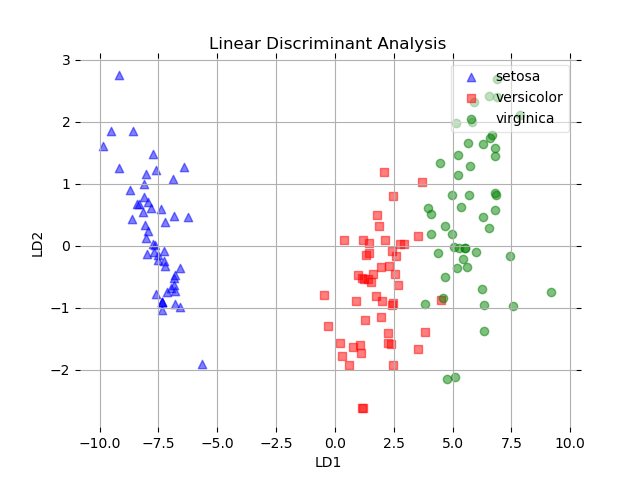 Linear Discriminant Analysis
setosa
versicolor
virginica
3
2
1
0
−1
−2
LD2
−10.0 −7.5 −5.0 −2.5 0.0 2.5 5.0 7.5 10.0
LD1